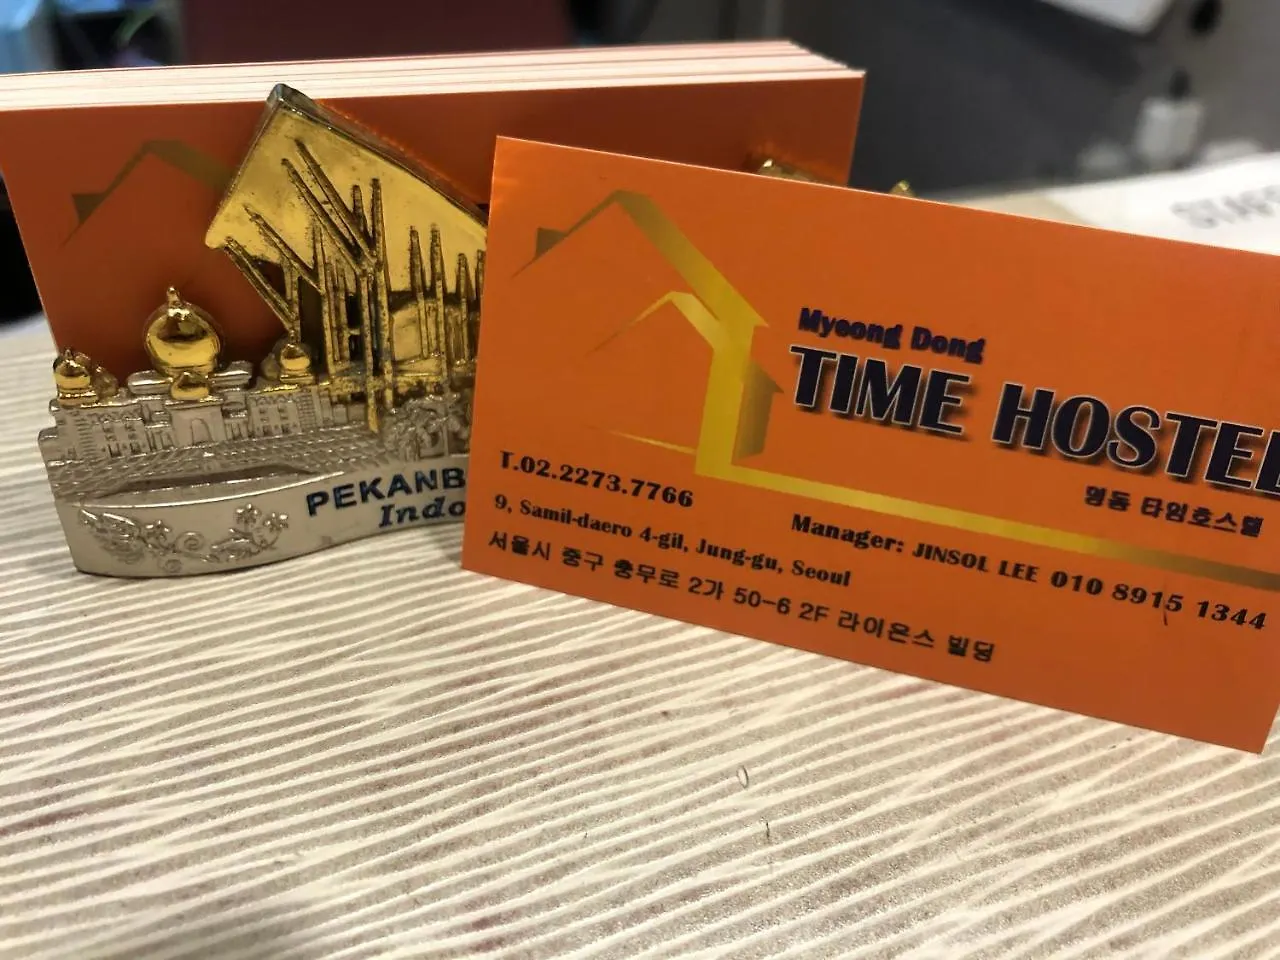 Myeong Dong
TIME HOSTEL
명동 타임호스텔
T.02.2273.7766
Manager: JINSOL LEE 010 8915 1344
9, Samil-daero 4-gil, Jung-gu, Seoul
서울시 중구 충무로 2가 50-6 2F 라이온스 빌딩
PEKANB
Indo
STAF